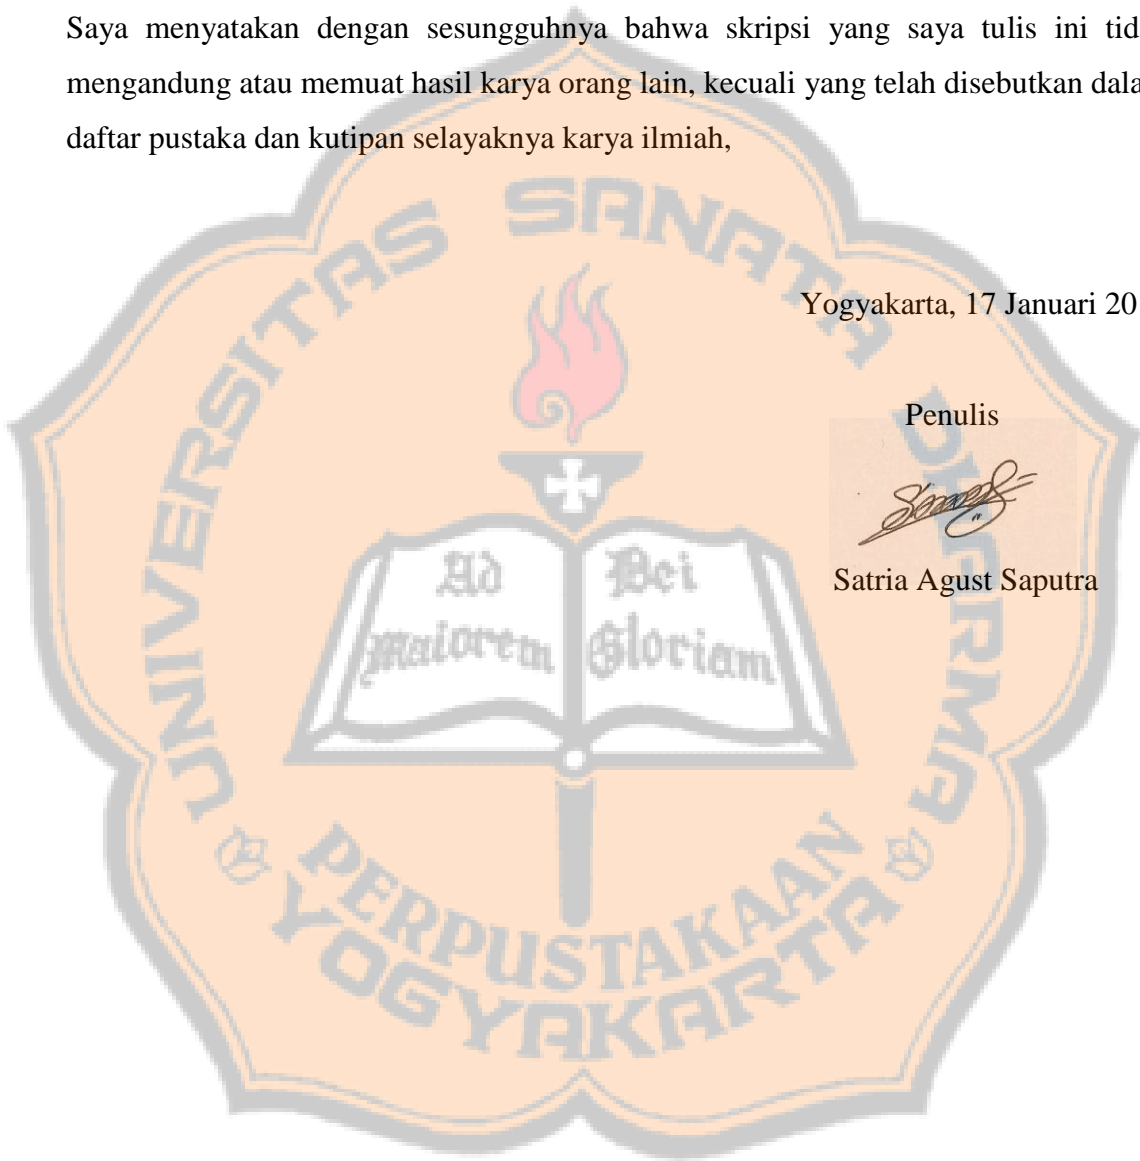 Saya menyatakan dengan sesungguhnya bahwa skripsi yang saya tulis ini tid
mengandung atau memuat hasil karya orang lain, kecuali yang telah disebutkan dala
daftar pustaka dan kutipan selayaknya karya ilmiah,
UNIVERSITAS SANATA DHARMA
Yogyakarta, 17 Januari 20
Penulis
Satria Agust Saputra
Ad Dei
maiorem Gloriam
PERPUSTAKAAN
YOGYAKARTA